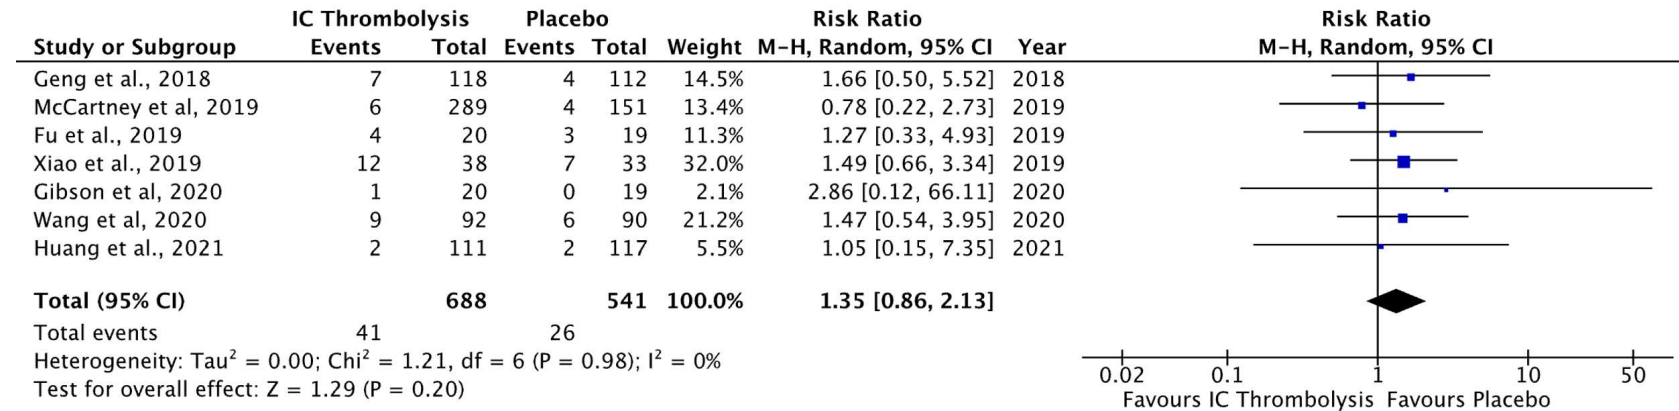 IC Thrombolysis Placebo Risk Ratio Risk Ratio
Study or Subgroup Events Total Events Total Weight M-H, Random, 95% CI Year M-H, Random, 95% CI
Geng et al., 2018 7 118 4 112 14.5% 1.66 [0.50, 5.52] 2018
McCartney et al, 2019 6 289 4 151 13.4% 0.78 [0.22, 2.73] 2019
Fu et al., 2019 4 20 3 19 11.3% 1.27 [0.33, 4.93] 2019
Xiao et al., 2019 12 38 7 33 32.0% 1.49 [0.66, 3.34] 2019
Gibson et al, 2020 1 20 0 19 2.1% 2.86 [0.12, 66.11] 2020
Wang et al, 2020 9 92 6 90 21.2% 1.47 [0.54, 3.95] 2020
Huang et al., 2021 2 111 2 117 5.5% 1.05 [0.15, 7.35] 2021
Total (95% CI) 688 541 100.0% 1.35 [0.86, 2.13]
Total events 41 26
Heterogeneity: Tau² = 0.00; Chi² = 1.21, df = 6 (P = 0.98); I² = 0%
Test for overall effect: Z = 1.29 (P = 0.20)
0.02 0.1 1 10 50
Favours IC Thrombolysis Favours Placebo